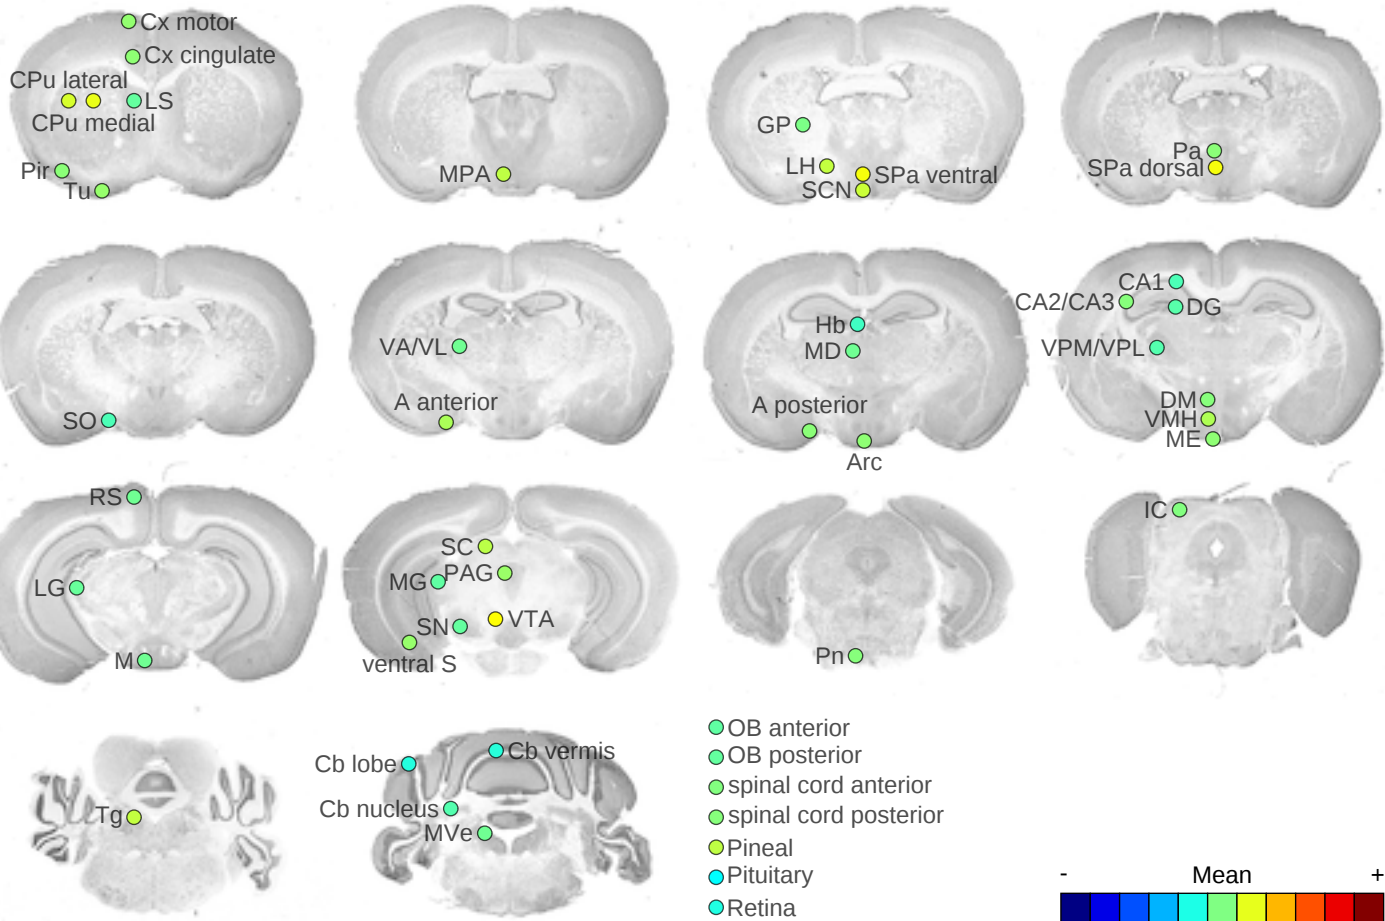 Cx motor
Cx cingulate
CPu lateral
LS
CPu medial
Pir
Tu
MPA
GP
LH
SPa ventral
SCN
Pa
SPa dorsal
SO
VA/VL
A anterior
Hb
MD
A posterior
Arc
CA1
CA2/CA3
DG
VPM/VPL
DM
VMH
ME
RS
LG
M
SC
PAG
MG
VTA
SN
ventral S
Pn
IC
Tg
Cb vermis
Cb lobe
Cb nucleus
MVe
OB anterior
OB posterior
spinal cord anterior
spinal cord posterior
Pineal
Pituitary
Retina
- Mean +